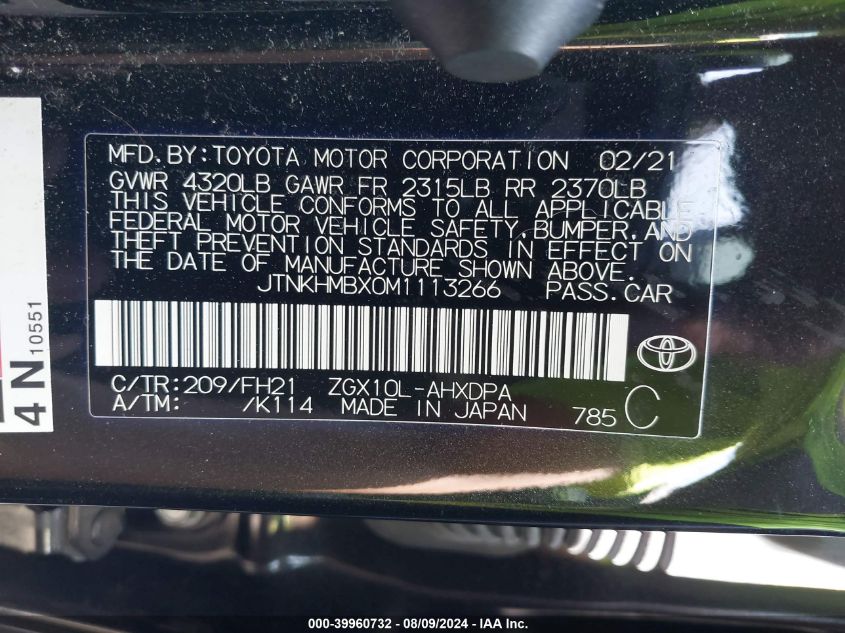 MFD.BY:TOYOTA MOTOR CORPORATION 02/21
GVWR 4320LB GAWR FR 2315LB RR 2370LB
THIS VEHICLE CONFORMS TO ALL APPLICABLE
FEDERAL MOTOR VEHICLE SAFETY,BUMPER,AND
THEFT PREVENTION STANDARDS IN EFFECT ON
THE DATE OF MANUFACTURE SHOWN ABOVE.
JTNKHMBX0M1113266 PASS.CAR
C/TR:209/FH21 ZGX10L-AHXDPA
A/TM: /K114 MADE IN JAPAN 785 C
4 N 10551
000-39960732 - 08/09/2024 - IAA, Inc.